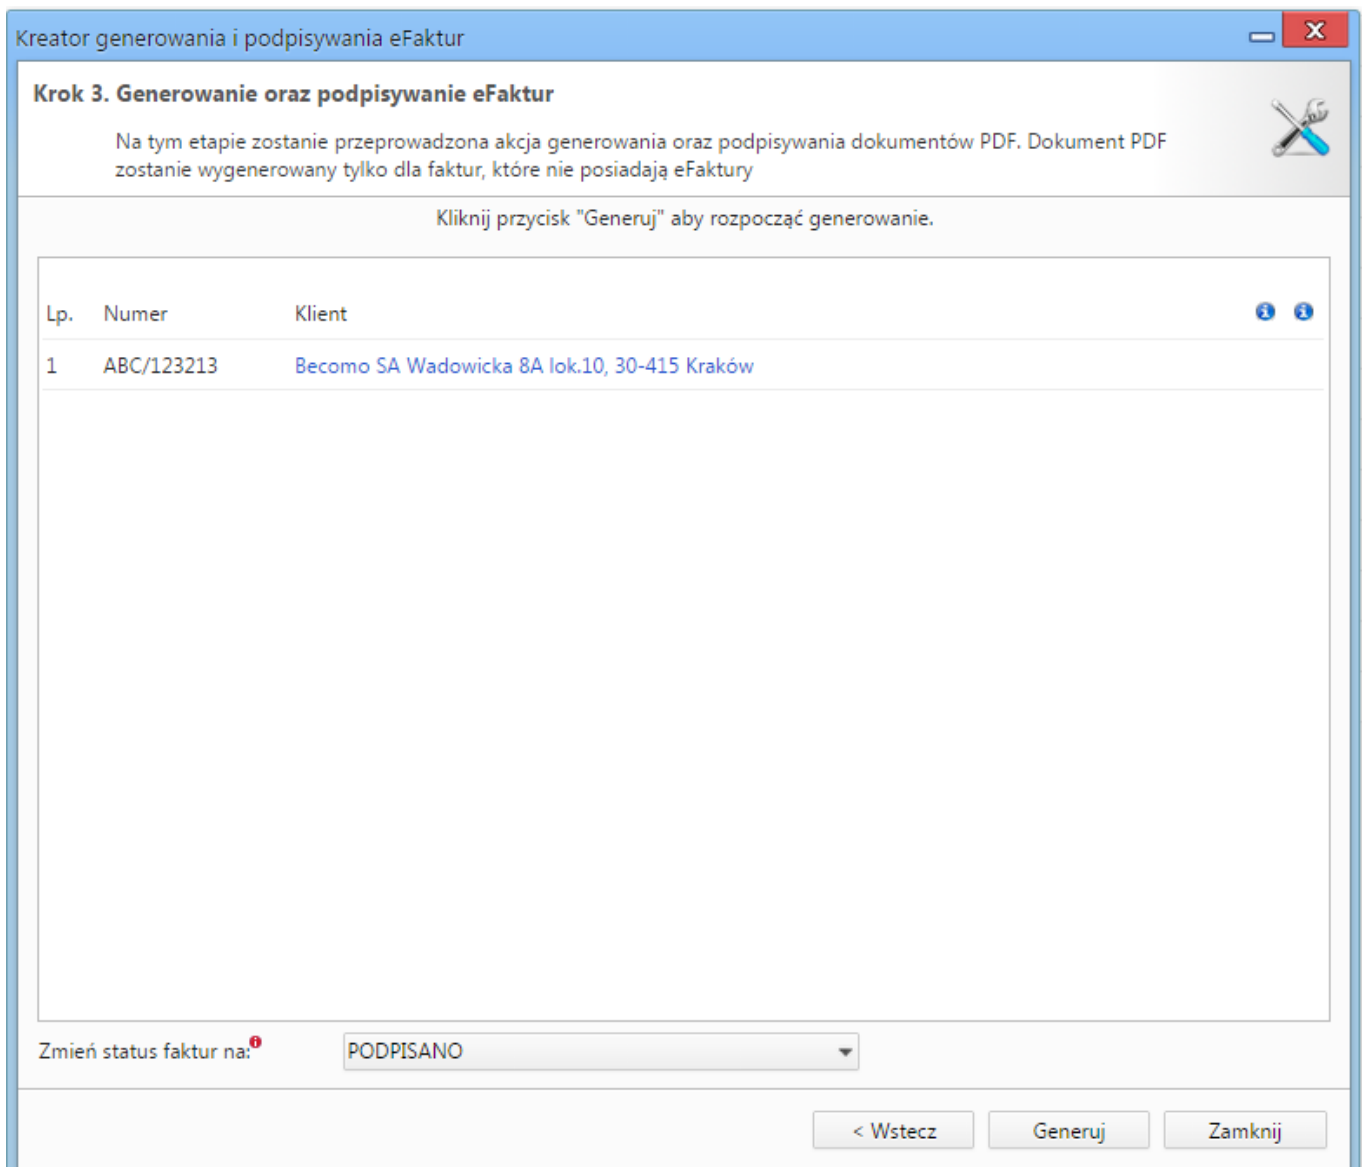 Kreator generowania i podpisywania eFaktur
Krok 3. Generowanie oraz podpisywanie eFaktur
Na tym etapie zostanie przeprowadzona akcja generowania oraz podpisywania dokumentów PDF. Dokument PDF
zostanie wygenerowany tylko dla faktur, które nie posiadają eFaktury
Kliknij przycisk "Generuj" aby rozpocząć generowanie.
Lp. Numer Klient
1 ABC/123213 Becomo SA Wadowicka 8A lok.10, 30-415 Kraków
Zmień status faktur na: PODPISANO
< Wstecz Generuj Zamknij